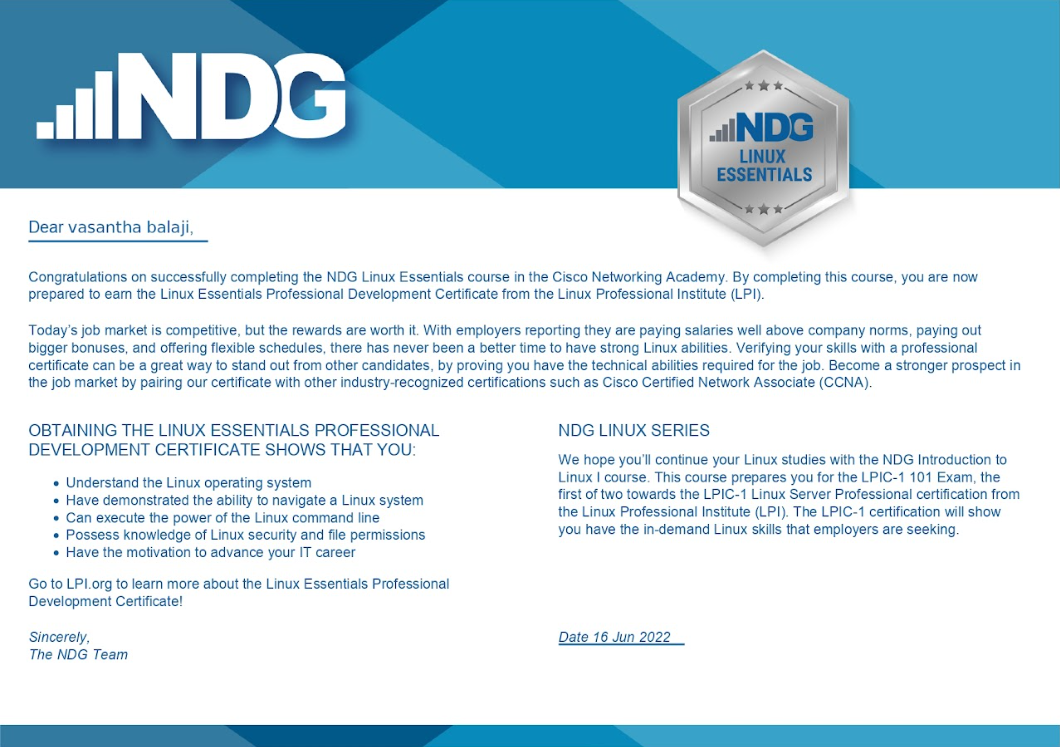 NDG
NDG
LINUX
ESSENTIALS
Dear vasantha balaji,
Congratulations on successfully completing the NDG Linux Essentials course in the Cisco Networking Academy. By completing this course, you are now
prepared to earn the Linux Essentials Professional Development Certificate from the Linux Professional Institute (LPI).
Today's job market is competitive, but the rewards are worth it. With employers reporting they are paying salaries well above company norms, paying out
bigger bonuses, and offering flexible schedules, there has never been a better time to have strong Linux abilities. Verifying your skills with a professional
certificate can be a great way to stand out from other candidates, by proving you have the technical abilities required for the job. Become a stronger prospect in
the job market by pairing our certificate with other industry-recognized certifications such as Cisco Certified Network Associate (CCNA).
OBTAINING THE LINUX ESSENTIALS PROFESSIONAL
DEVELOPMENT CERTIFICATE SHOWS THAT YOU:
• Understand the Linux operating system
• Have demonstrated the ability to navigate a Linux system
• Can execute the power of the Linux command line
• Possess knowledge of Linux security and file permissions
• Have the motivation to advance your IT career
Go to LPI.org to learn more about the Linux Essentials Professional
Development Certificate!
Sincerely,
The NDG Team
NDG LINUX SERIES
We hope you'll continue your Linux studies with the NDG Introduction to
Linux I course. This course prepares you for the LPIC-1 101 Exam, the
first of two towards the LPIC-1 Linux Server Professional certification from
the Linux Professional Institute (LPI). The LPIC-1 certification will show
you have the in-demand Linux skills that employers are seeking.
Date 16 Jun 2022